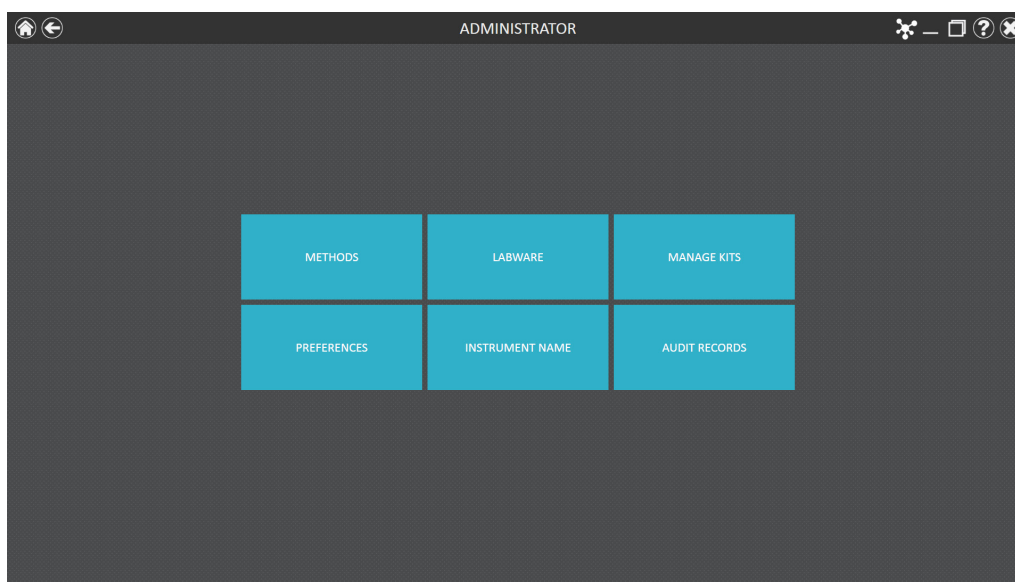 ADMINISTRATOR
METHODS
LABWARE
MANAGE KITS
PREFERENCES
INSTRUMENT NAME
AUDIT RECORDS